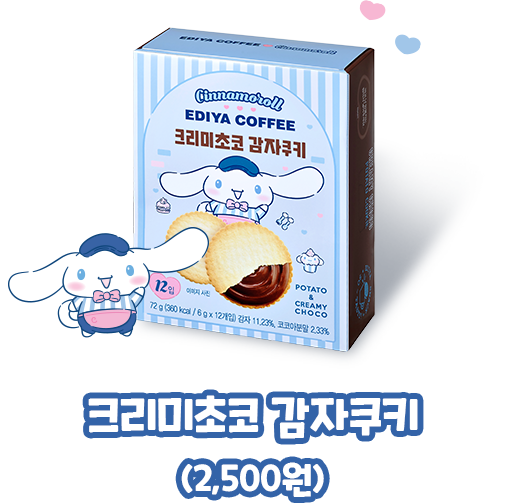 EDIYA COFFEE Cinnamoroll
Cinnamoroll
EDIYA COFFEE
크리미초코 감자쿠키
12입
이미지 사진
POTATO
&
CREAMY
CHOCO
72 g (360 kcal / 6 g x 12개입) 감자 11.23%, 코코아분말 2.33%
크리미초코 감자쿠키
(2,500원)